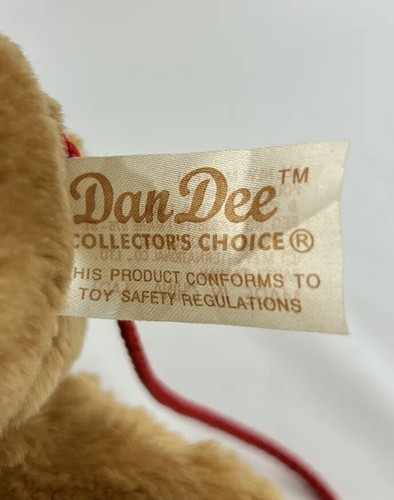 Dan Dee™
COLLECTOR'S CHOICE®
HIS PRODUCT CONFORMS TO
TOY SAFETY REGULATIONS